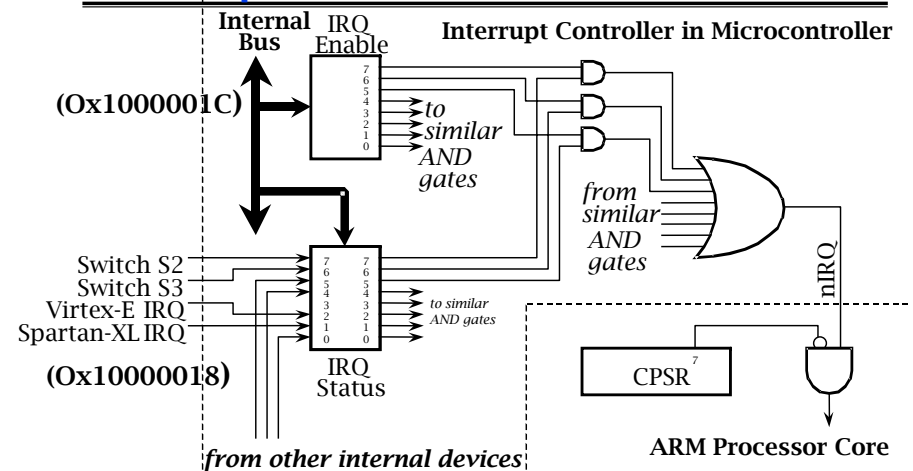 Internal
Bus
IRQ
Enable
Interrupt Controller in Microcontroller
(Ox1000001C)
7
6
5
4
3
2
1
0
to
similar
AND
gates
from
similar
AND
gates
nIRQ
Switch S2
Switch S3
Virtex-E IRQ
Spartan-XL IRQ
(Ox10000018)
7
6
5
4
3
2
1
0
7
6
5
4
3
2
1
0
to similar
AND gates
IRQ
Status
CPSR
7
ARM Processor Core
from other internal devices